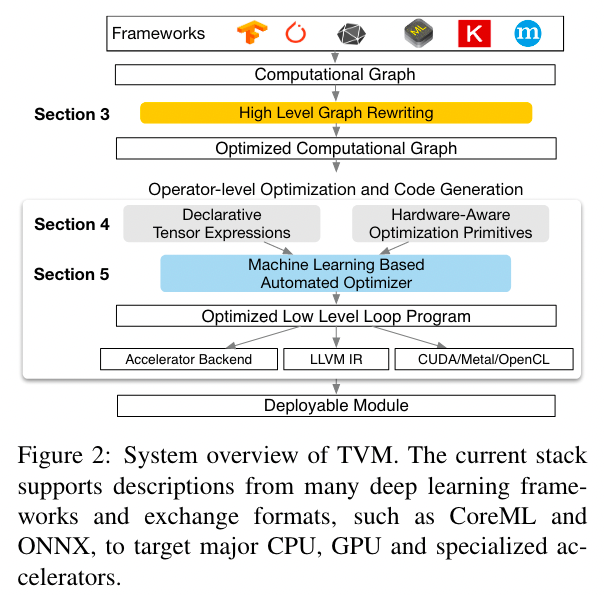 Frameworks
ML
K
m
Computational Graph
Section 3
High Level Graph Rewriting
Optimized Computational Graph
Operator-level Optimization and Code Generation
Section 4
Declarative
Tensor Expressions
Hardware-Aware
Optimization Primitives
Section 5
Machine Learning Based
Automated Optimizer
Optimized Low Level Loop Program
Accelerator Backend
LLVM IR
CUDA/Metal/OpenCL
Deployable Module
Figure 2: System overview of TVM. The current stack
supports descriptions from many deep learning frame-
works and exchange formats, such as CoreML and
ONNX, to target major CPU, GPU and specialized ac-
celerators.